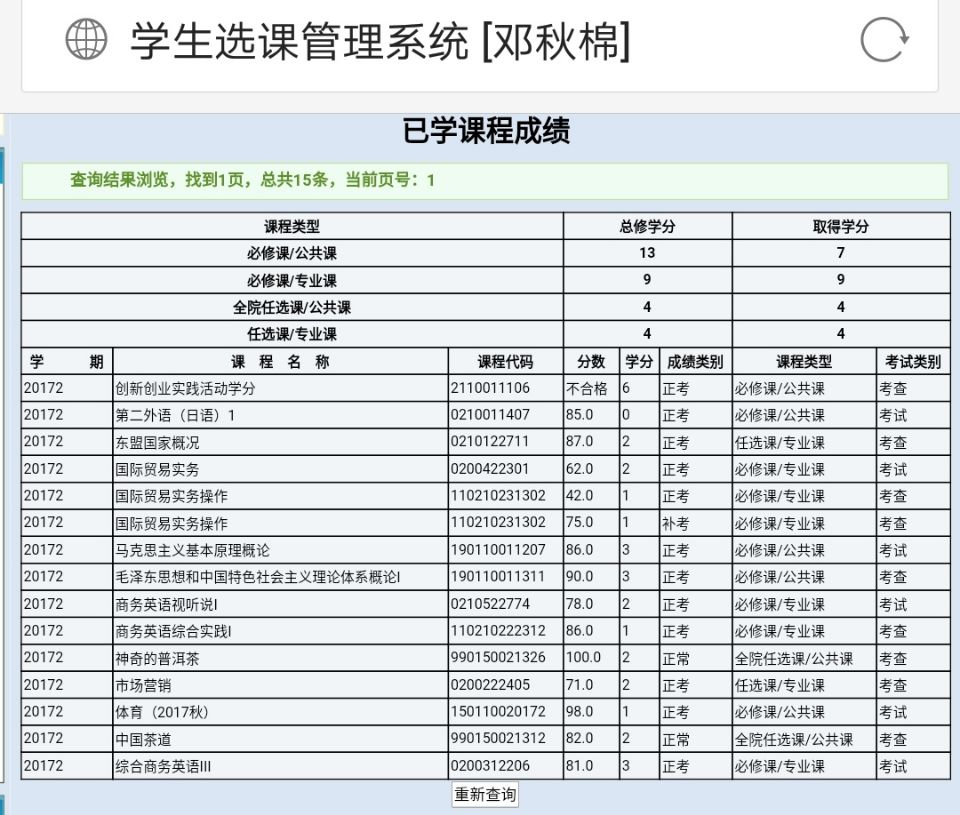 学生选课管理系统 [邓秋棉]
已学课程成绩
查询结果浏览，找到1页，总共15条，当前页号：1
课程类型 总修学分 取得学分
必修课/公共课 13 7
必修课/专业课 9 9
全院任选课/公共课 4 4
任选课/专业课 4 4
学 期 课 程 名 称 课程代码 分数 学分 成绩类别 课程类型 考试类别
20172 创新创业实践活动学分 2110011106 不合格 6 正考 必修课/公共课 考查
20172 第二外语（日语）1 0210011407 85.0 0 正考 必修课/公共课 考试
20172 东盟国家概况 0210122711 87.0 2 正考 任选课/专业课 考查
20172 国际贸易实务 0200422301 62.0 2 正考 必修课/专业课 考试
20172 国际贸易实务操作 110210231302 42.0 1 正考 必修课/专业课 考查
20172 国际贸易实务操作 110210231302 75.0 1 补考 必修课/专业课 考查
20172 马克思主义基本原理概论 190110011207 86.0 3 正考 必修课/公共课 考试
20172 毛泽东思想和中国特色社会主义理论体系概论I 190110011311 90.0 3 正考 必修课/公共课 考查
20172 商务英语视听说I 0210522774 78.0 2 正考 必修课/专业课 考试
20172 商务英语综合实践I 110210222312 86.0 1 正考 必修课/专业课 考查
20172 神奇的普洱茶 990150021326 100.0 2 正常 全院任选课/公共课 考查
20172 市场营销 0200222405 71.0 2 正考 任选课/专业课 考查
20172 体育（2017秋） 150110020172 98.0 1 正考 必修课/公共课 考试
20172 中国茶道 990150021312 82.0 2 正常 全院任选课/公共课 考查
20172 综合商务英语III 0200312206 81.0 3 正考 必修课/专业课 考试
重新查询